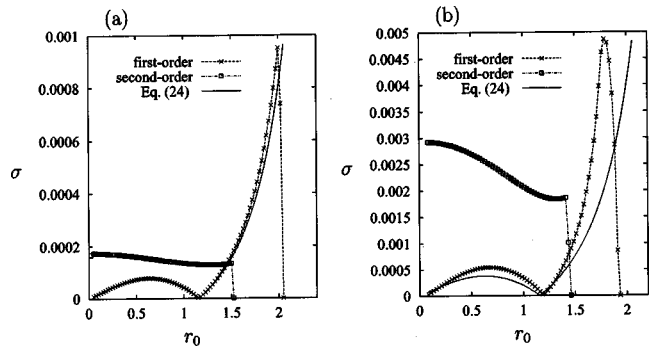 (a)
0.001
0.0008
0.0006
0.0004
0.0002
0
σ
first-order
second-order
Eq. (24)
0 0.5 1 1.5 2
r₀
(b)
0.005
0.0045
0.004
0.0035
0.003
0.0025
0.002
0.0015
0.001
0.0005
0
σ
first-order
second-order
Eq. (24)
0 0.5 1 1.5 2
r₀